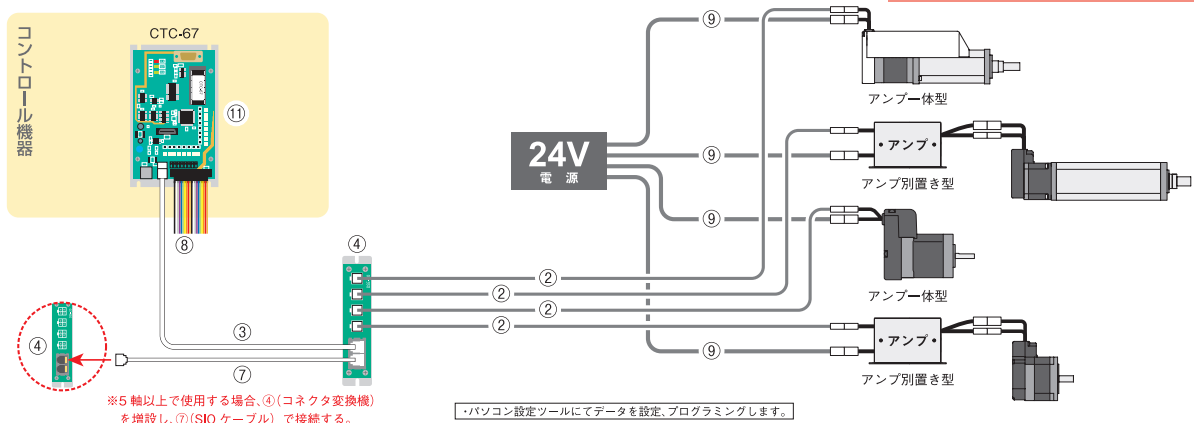 コントロール機器
CTC-67
⑪
⑧
④
③
⑦
④
※5軸以上で使用する場合、④(コネクタ変換機)
を増設し、⑦(SIOケーブル)で接続する。
②
②
②
②
24V
電源
⑨
⑨
⑨
⑨
アンプ一体型
・アンプ・
アンプ別置き型
アンプ一体型
・アンプ・
アンプ別置き型
・パソコン設定ツールにてデータを設定、プログラミングします。